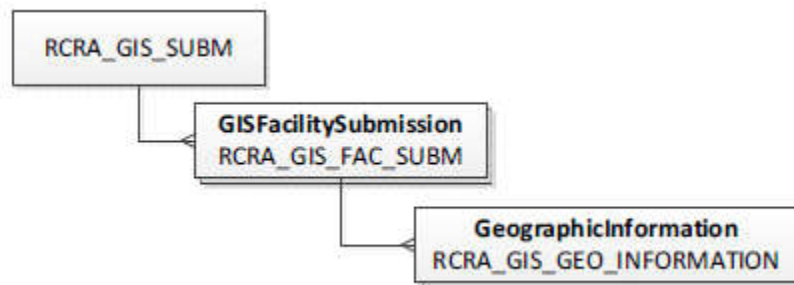 RCRA_GIS_SUBM
GISFacilitySubmission
RCRA_GIS_FAC_SUBM
GeographicInformation
RCRA_GIS_GEO_INFORMATION